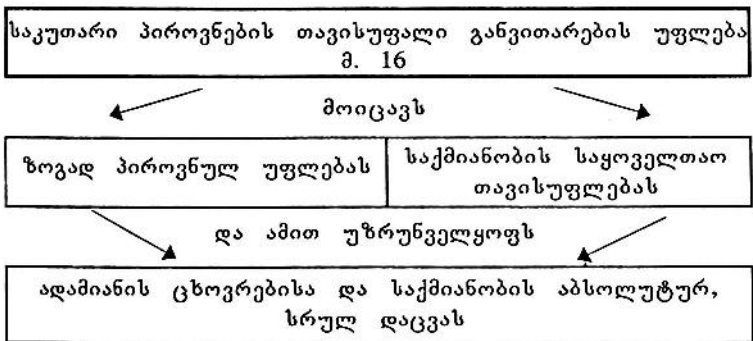 საკუთარი პიროვნების თავისუფალი განვითარების უფლება
მ. 16
მოიცავს
ზოგად პიროვნულ უფლებას
საქმიანობის საყოველთაო
თავისუფლებას
და ამით უზრუნველყოფს
ადამიანის ცხოვრებისა და საქმიანობის აბსოლუტურ,
სრულ დაცვას